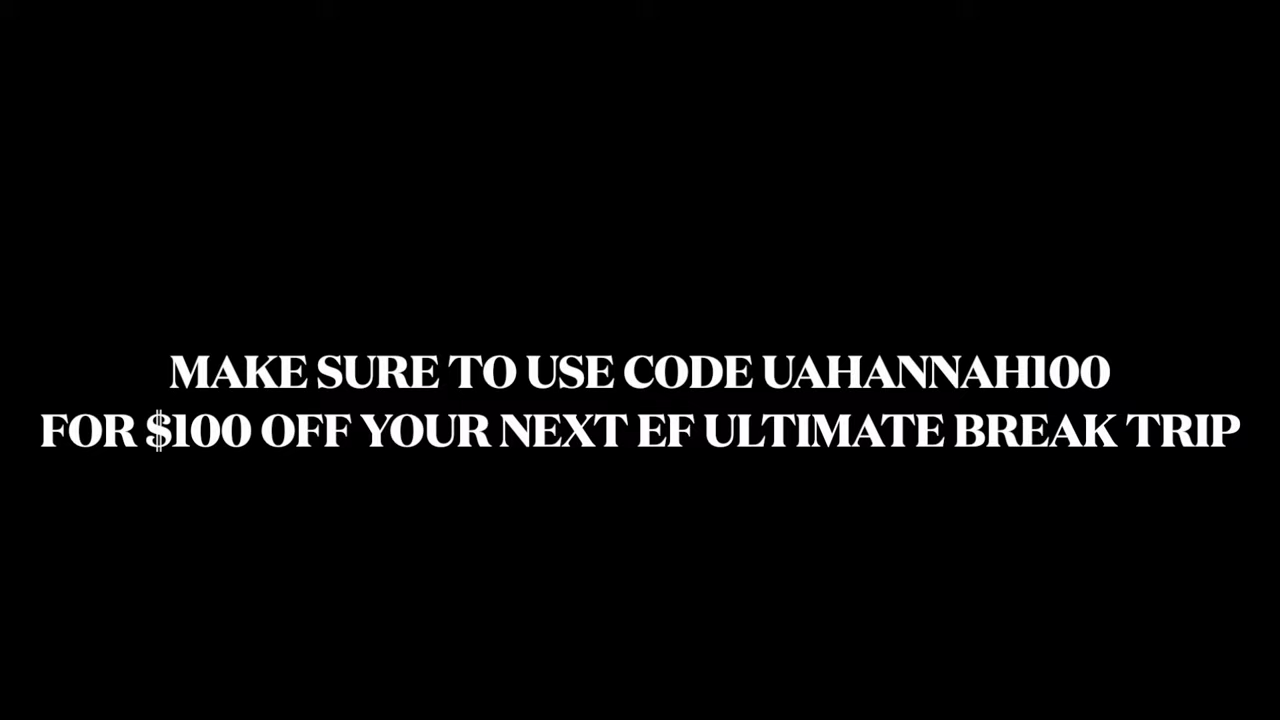 MAKE SURE TO USE CODE UAHANNAH100
FOR $100 OFF YOUR NEXT EF ULTIMATE BREAK TRIP